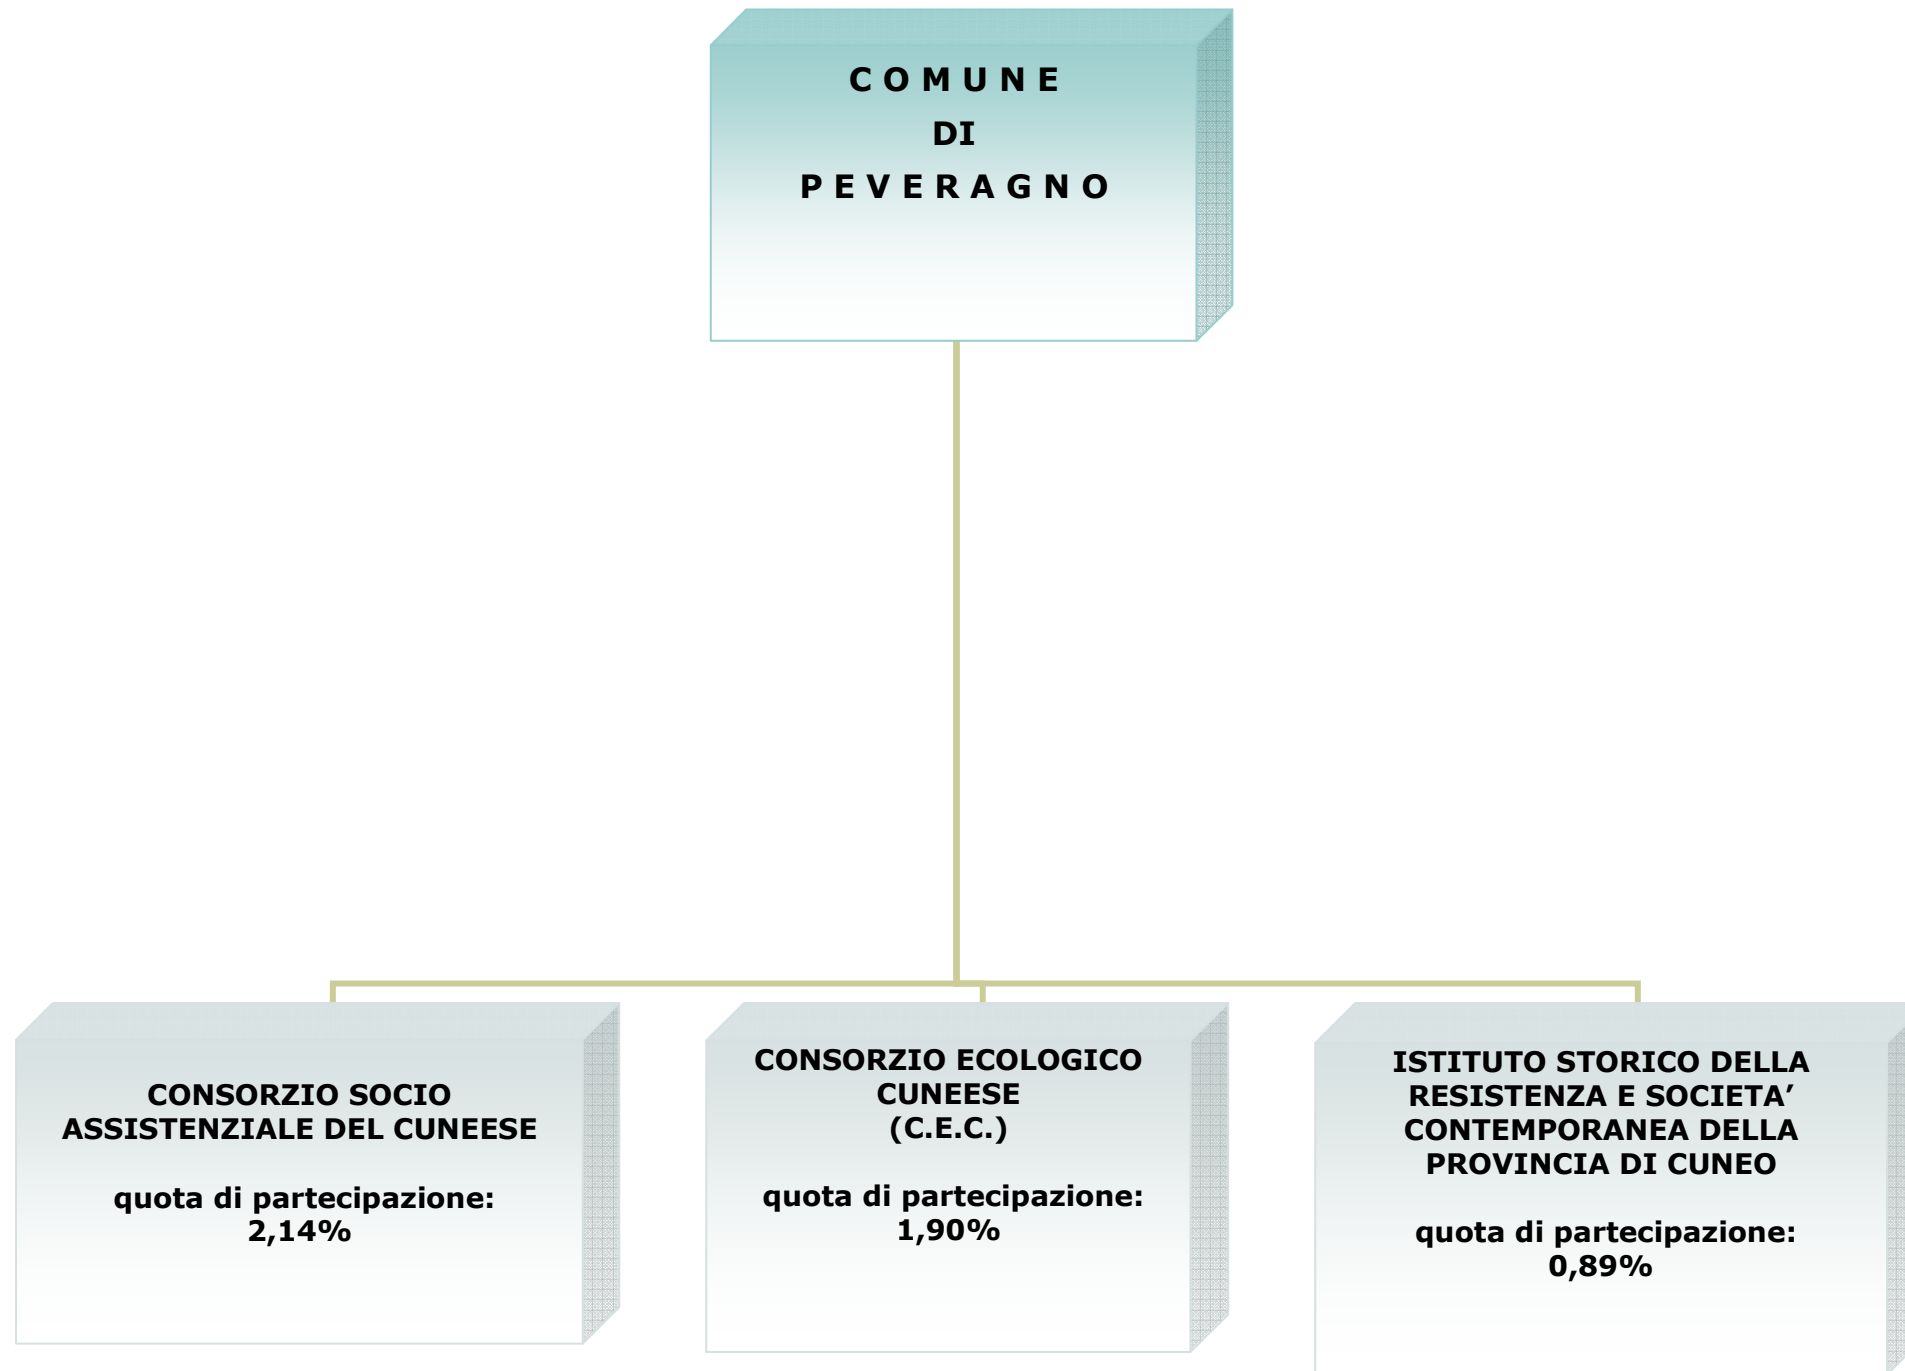 C O M U N E
DI
P E V E R A G N O
CONSORZIO SOCIO
ASSISTENZIALE DEL CUNEESE
quota di partecipazione:
2,14%
CONSORZIO ECOLOGICO
CUNEESE
(C.E.C.)
quota di partecipazione:
1,90%
ISTITUTO STORICO DELLA
RESISTENZA E SOCIETA’
CONTEMPORANEA DELLA
PROVINCIA DI CUNEO
quota di partecipazione:
0,89%